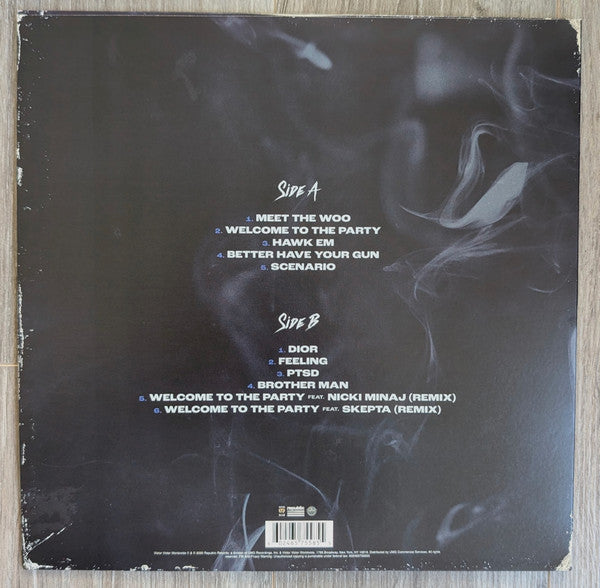 SIDE A
1. MEET THE WOO
2. WELCOME TO THE PARTY
3. HAWK EM
4. BETTER HAVE YOUR GUN
5. SCENARIO
SIDE B
1. DIOR
2. FEELING
3. PTSD
4. BROTHER MAN
5. WELCOME TO THE PARTY FEAT. NICKI MINAJ (REMIX)
6. WELCOME TO THE PARTY FEAT. SKEPTA (REMIX)
republic